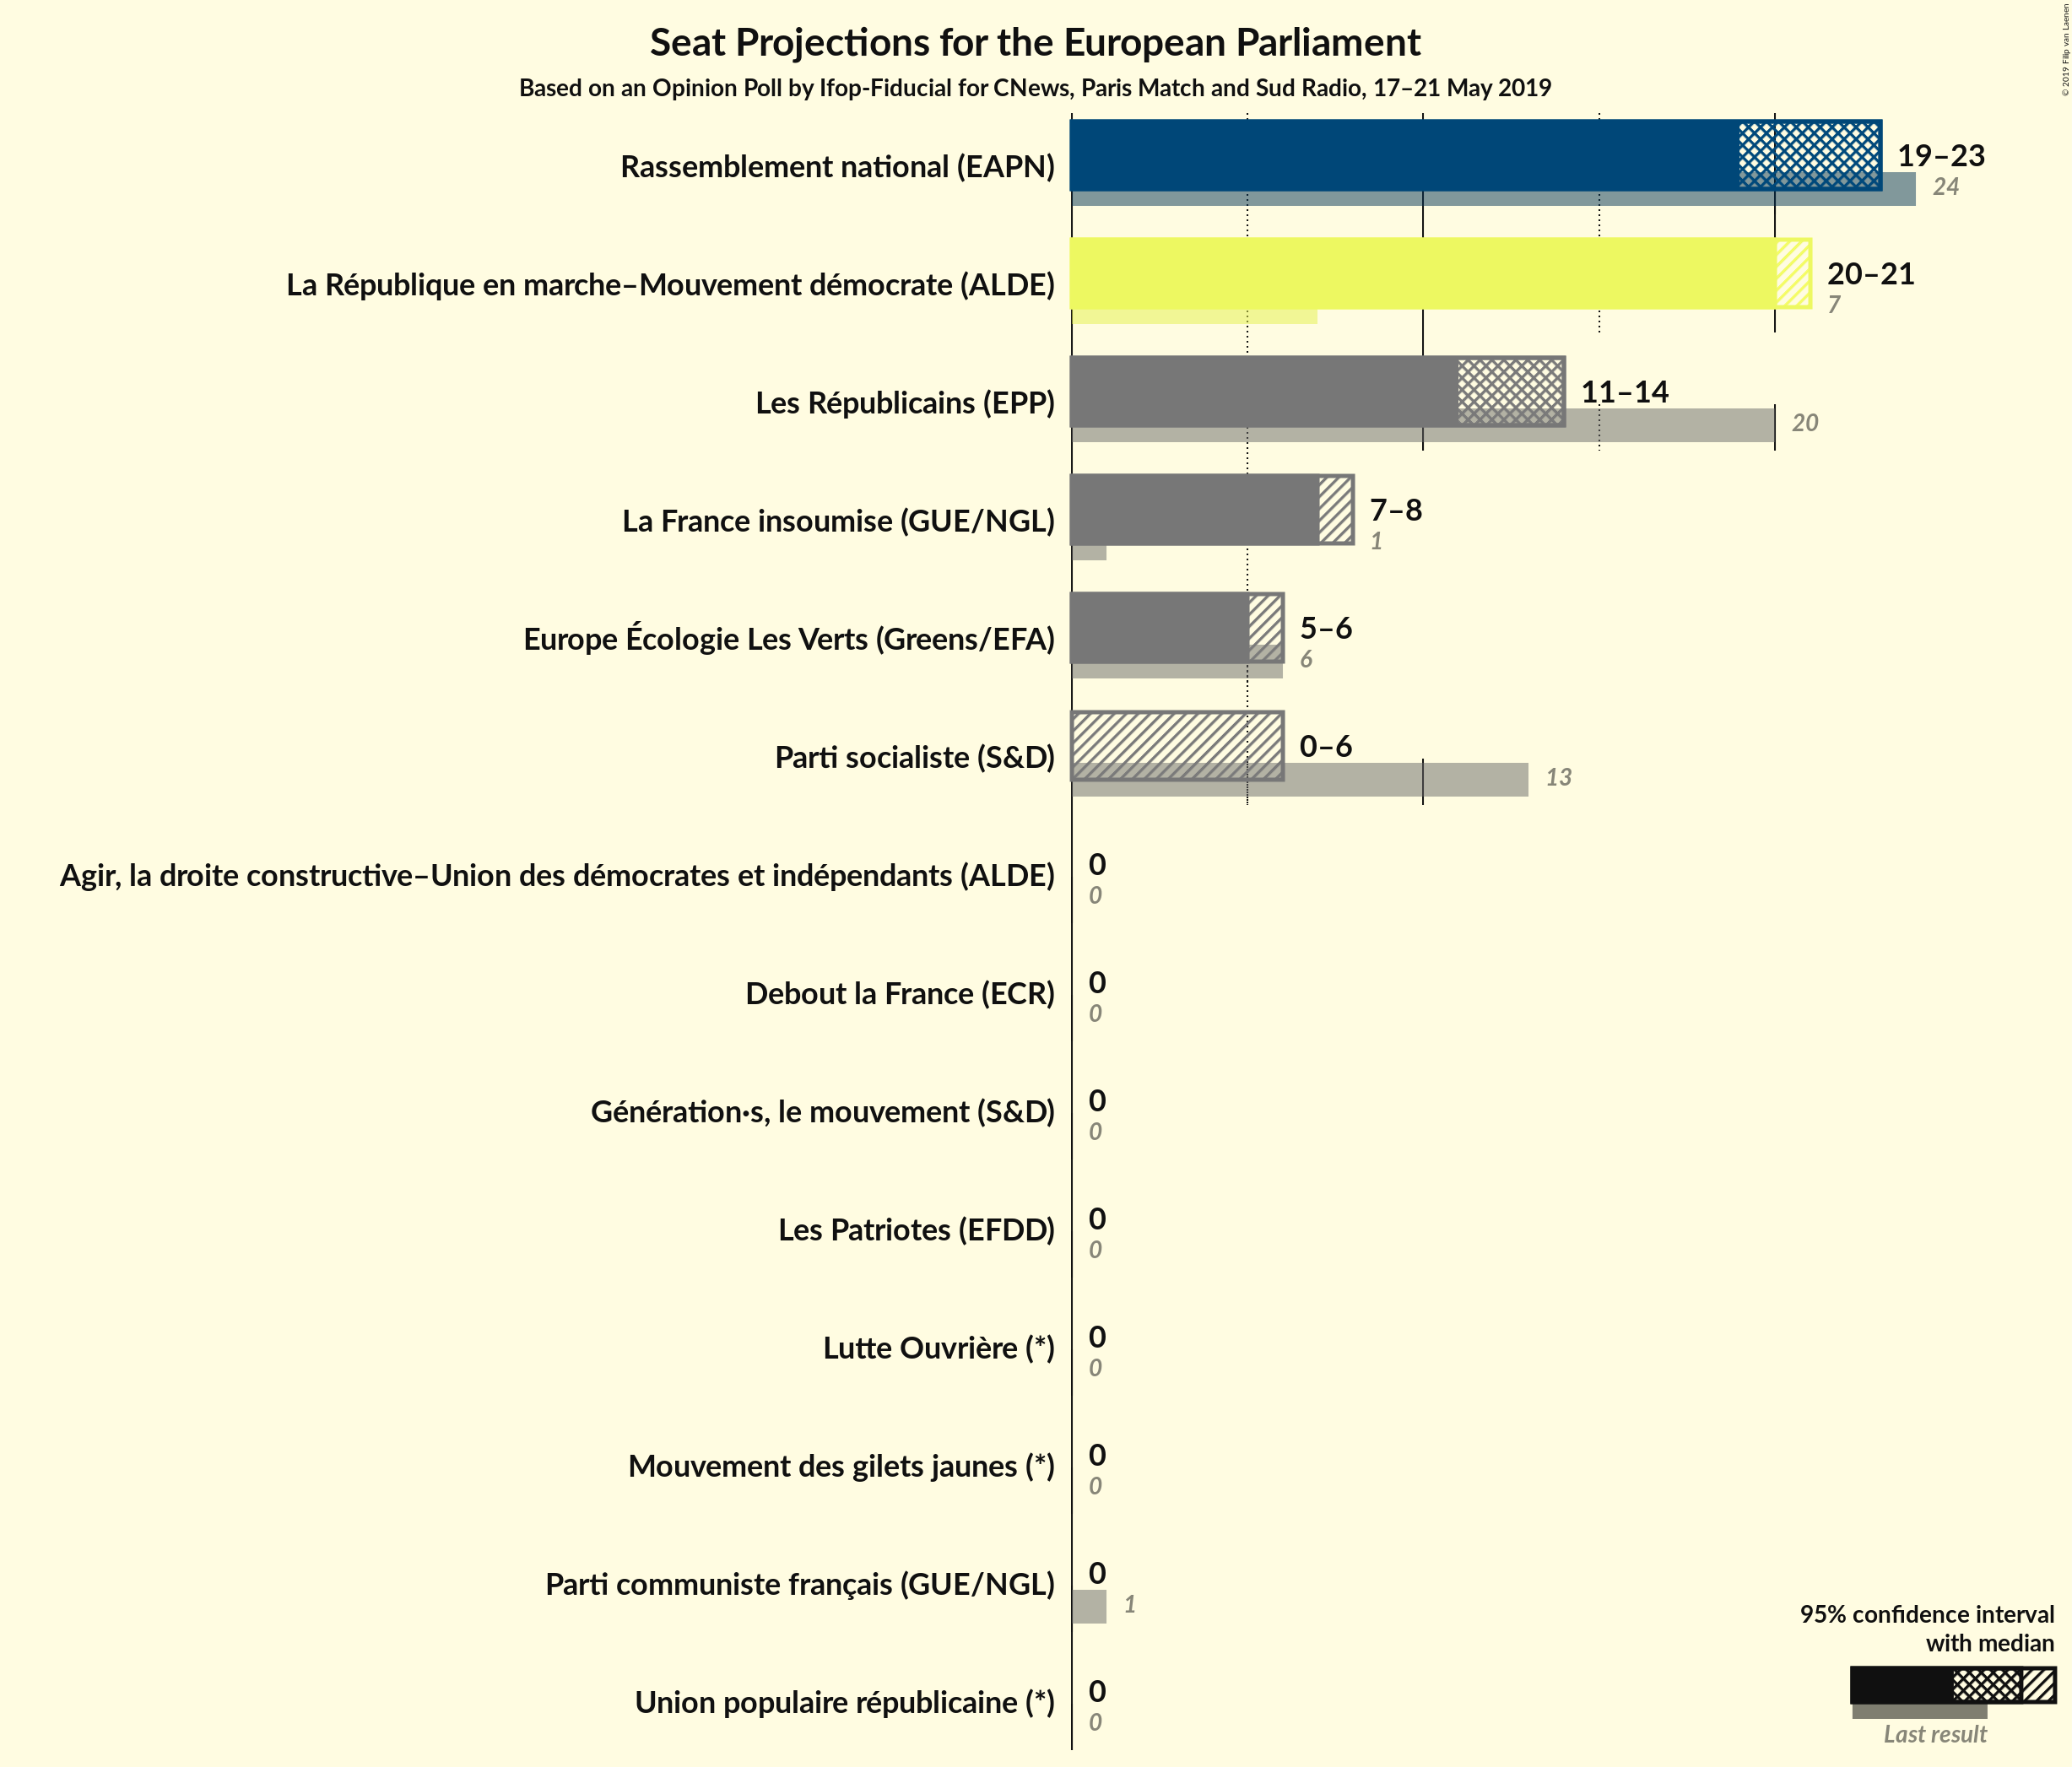 Seat Projections for the European Parliament
Based on an Opinion Poll by Ifop-Fiducial for CNews, Paris Match and Sud Radio, 17–21 May 2019
© 2019 Filip van Laenen
Rassemblement national (EAPN)
19–23
24
La République en marche–Mouvement démocrate (ALDE)
20–21
7
Les Républicains (EPP)
11–14
20
La France insoumise (GUE/NGL)
7–8
1
Europe Écologie Les Verts (Greens/EFA)
5–6
6
Parti socialiste (S&D)
0–6
13
Agir, la droite constructive–Union des démocrates et indépendants (ALDE)
0
0
Debout la France (ECR)
0
0
Génération·s, le mouvement (S&D)
0
0
Les Patriotes (EFDD)
0
0
Lutte Ouvrière (*)
0
0
Mouvement des gilets jaunes (*)
0
0
Parti communiste français (GUE/NGL)
0
1
Union populaire républicaine (*)
0
0
95% confidence interval
with median
Last result